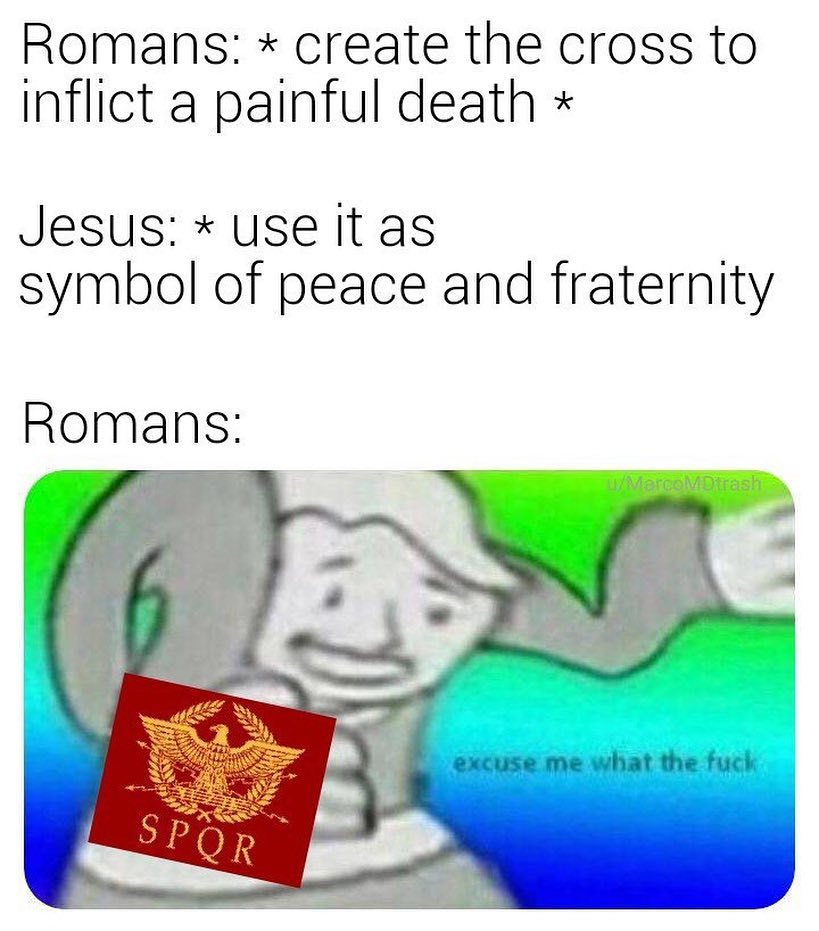 Romans: * create the cross to
inflict a painful death *
Jesus: * use it as
symbol of peace and fraternity
Romans:
u/MarcoMDtrash
excuse me what the fuck
SPQR